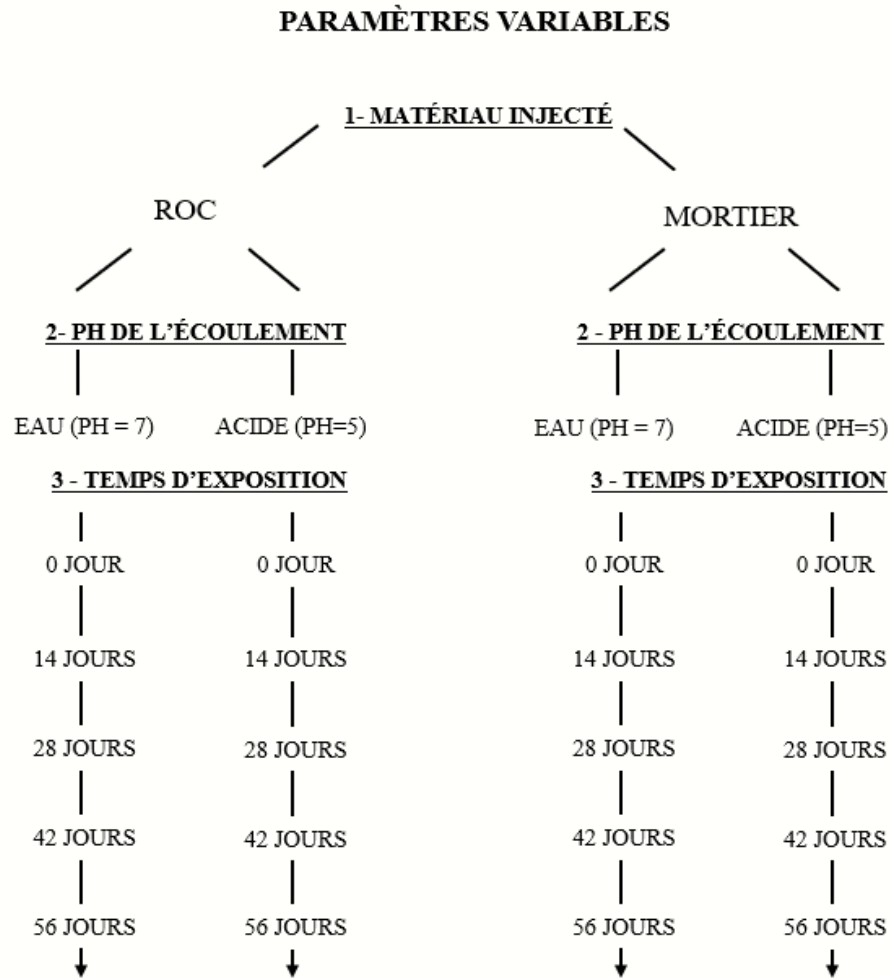 PARAMÈTRES VARIABLES
1- MATÉRIAU INJECTÉ
ROC
MORTIER
2- PH DE L'ÉCOULEMENT
2 - PH DE L'ÉCOULEMENT
EAU (PH = 7) ACIDE (PH=5)
EAU (PH = 7) ACIDE (PH=5)
3 - TEMPS D'EXPOSITION
3 - TEMPS D'EXPOSITION
0 JOUR 0 JOUR 0 JOUR 0 JOUR
14 JOURS 14 JOURS 14 JOURS 14 JOURS
28 JOURS 28 JOURS 28 JOURS 28 JOURS
42 JOURS 42 JOURS 42 JOURS 42 JOURS
56 JOURS 56 JOURS 56 JOURS 56 JOURS